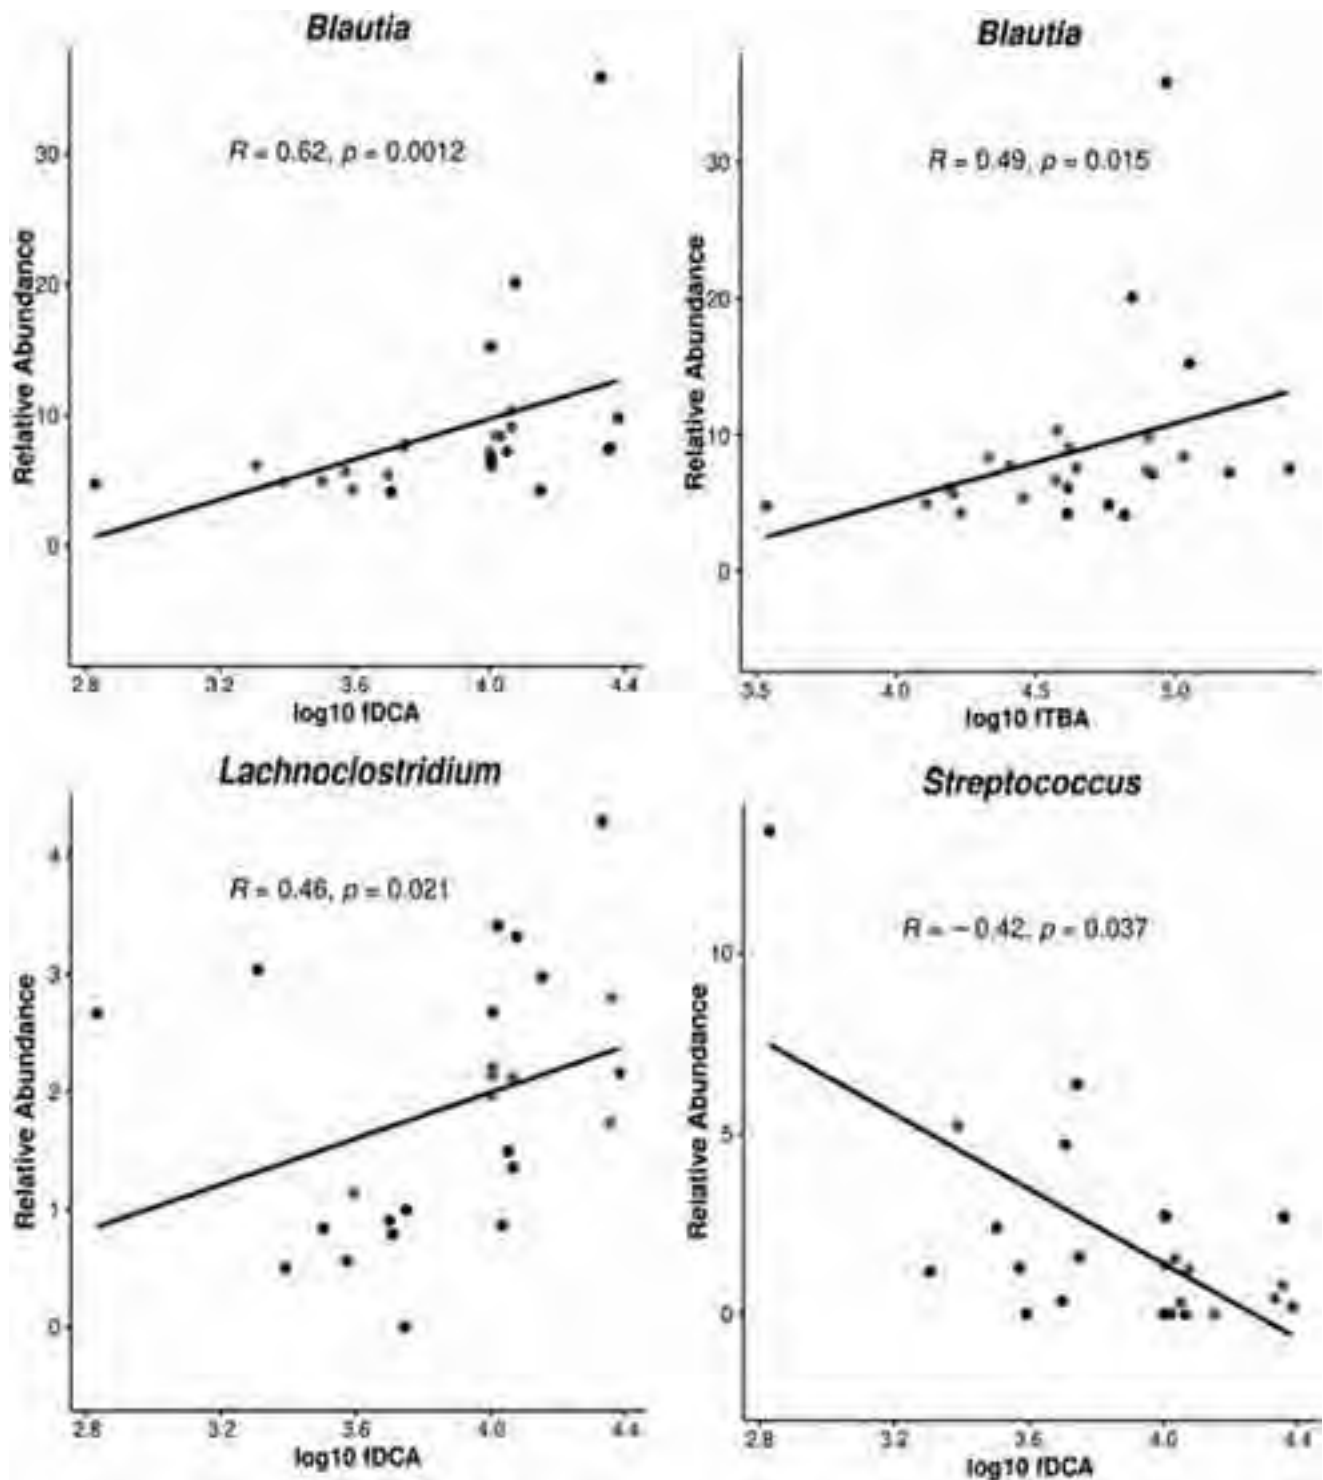 Blautia
R = 0.62, p = 0.0012
Relative Abundance
30
20
10
0
2.8 3.2 3.6 4.0 4.4
log10 fDCA
Blautia
R = 0.49, p = 0.015
Relative Abundance
30
20
10
0
3.5 4.0 4.5 5.0
log10 fTBA
Lachnoclostridium
R = 0.46, p = 0.021
Relative Abundance
4
3
2
1
0
2.8 3.2 3.6 4.0 4.4
log10 fDCA
Streptococcus
R = −0.42, p = 0.037
Relative Abundance
10
5
0
2.8 3.2 3.6 4.0 4.4
log10 fDCA